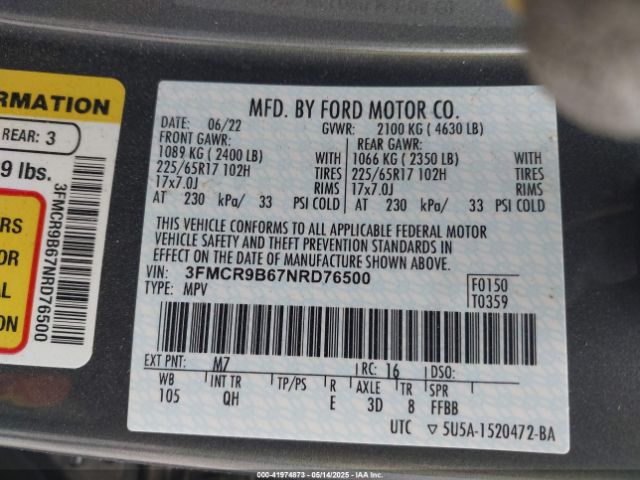 ORMATION
REAR: 3
9 lbs.
3FMCR9B67NRD76500
RS
OR
AL
ON
MFD. BY FORD MOTOR CO.
DATE: 06/22 GVWR: 2100 KG (4630 LB)
FRONT GAWR: REAR GAWR:
1089 KG (2400 LB) WITH 1066 KG (2350 LB) WITH
225/65R17 102H TIRES 225/65R17 102H TIRES
17x7.0J RIMS 17x7.0J RIMS
AT 230 kPa/ 33 PSI COLD AT 230 kPa/ 33 PSI COLD
THIS VEHICLE CONFORMS TO ALL APPLICABLE FEDERAL MOTOR
VEHICLE SAFETY AND THEFT PREVENTION STANDARDS IN
EFFECT ON THE DATE OF MANUFACTURE SHOWN ABOVE.
VIN: 3FMCR9B67NRD76500
TYPE: MPV
F0150
T0359
EXT PNT: M7 RC: 16 DSO:
WB INT TR TP/PS R AXLE TR SPR
105 QH E 3D 8 FFBB
UTC ▽ 5U5A-1520472-BA
© IAA - 41974873 - 05/14/2025 - © IAA